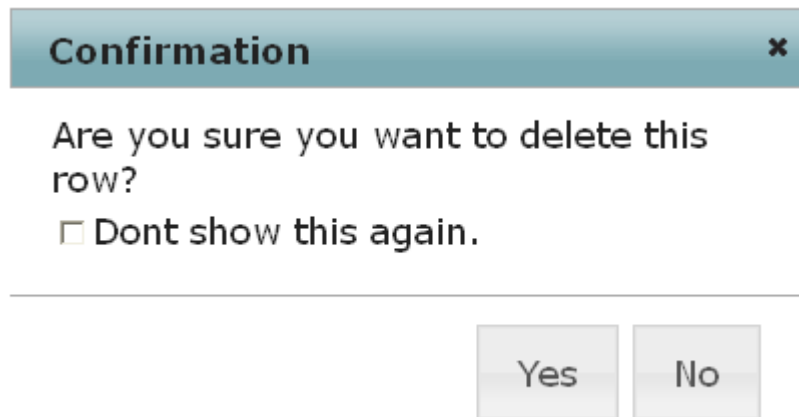 Confirmation
Are you sure you want to delete this
row?
Dont show this again.
Yes No